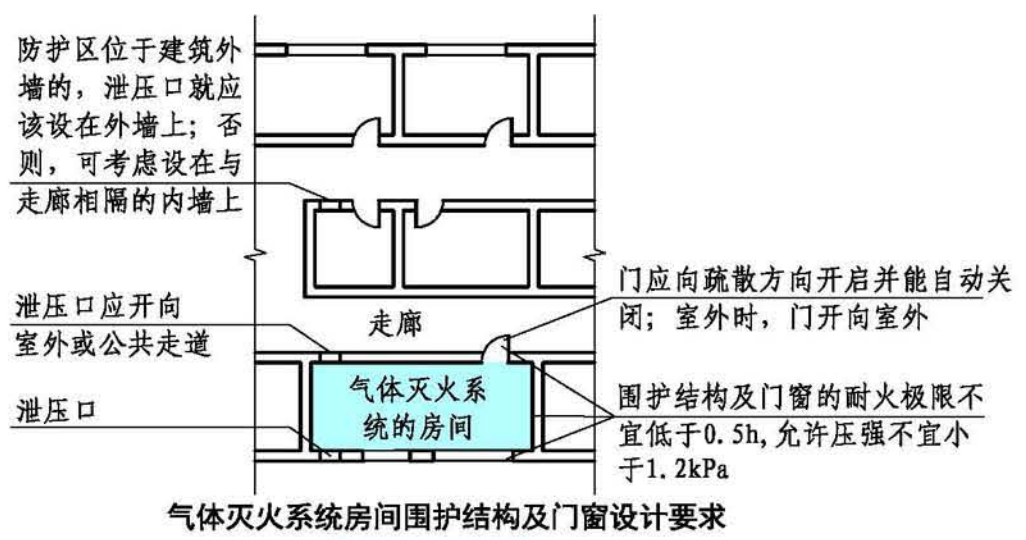 防护区位于建筑外
墙的，泄压口就应
该设在外墙上；否
则，可考虑设在与
走廊相隔的内墙上
泄压口应开向
室外或公共走道
泄压口
走廊
气体灭火系
统的房间
门应向疏散方向开启并能自动关
闭；室外时，门开向室外
围护结构及门窗的耐火极限不
宜低于0.5h,允许压强不宜小
于1.2kPa
气体灭火系统房间围护结构及门窗设计要求